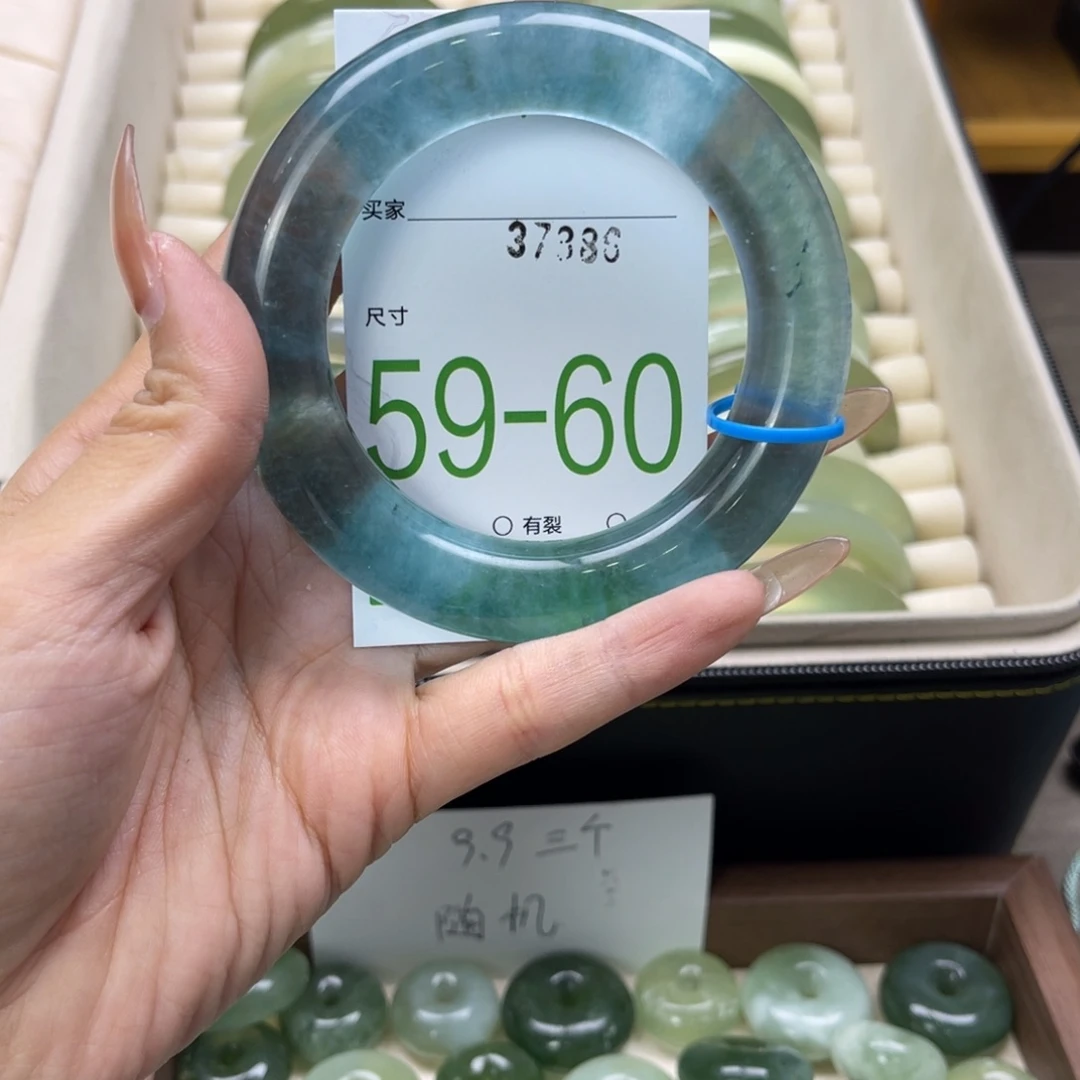 买家
37386
尺寸
59-60
○ 有裂 ○
9.9 三个
随机